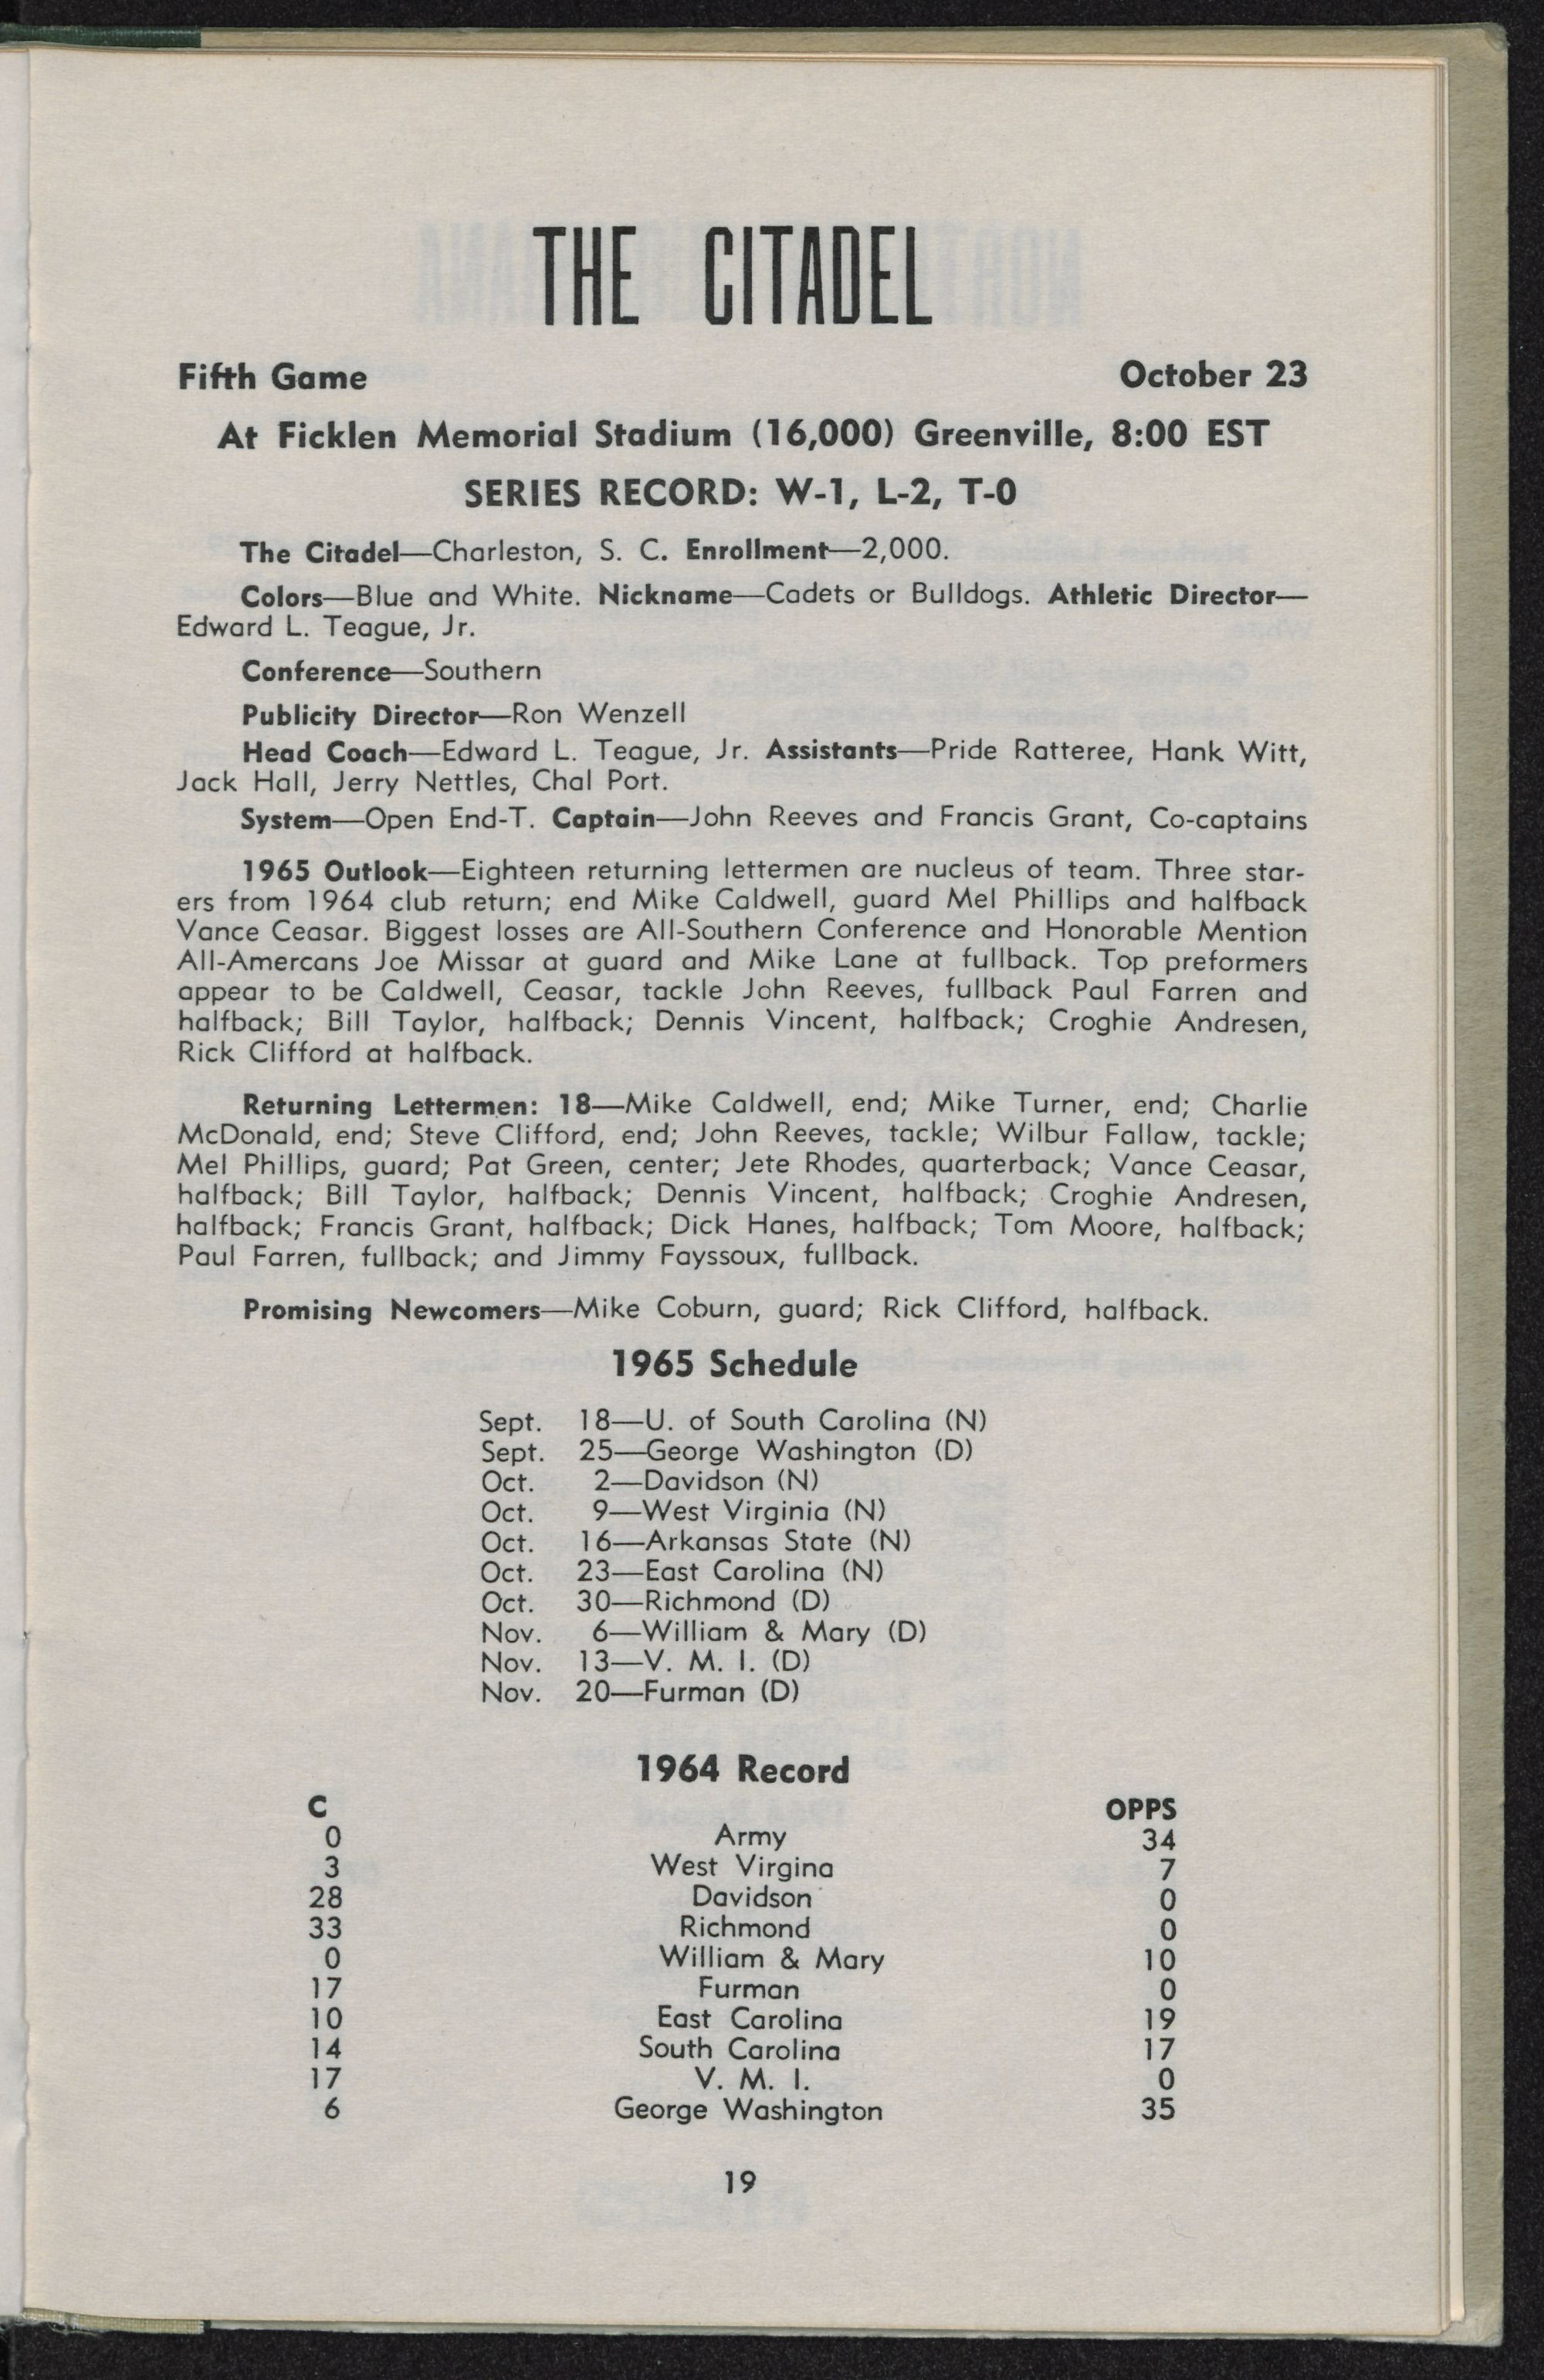 THE CITADEL
Fifth Game October 23
At Ficklen Memorial Stadium (16,000) Greenville, 8:00 EST
SERIES RECORD: W-1, L-2, T-0
The Citadel—Charleston, S. C. Enrollment—2,000.
Colors—Blue and White. Nickname—Cadets or Bulldogs. Athletic Director—
Edward L. Teague, Jr.
Conference—Southern
Publicity Director—Ron Wenzell
Head Coach—Edward L. Teague, Jr. Assistants—Pride Ratteree, Hank Witt,
Jack Hall, Jerry Nettles, Chal Port.
System—Open End-T. Captain—John Reeves and Francis Grant, Co-captains
1965 Outlook—Eighteen returning lettermen are nucleus of team. Three star-
ers from 1964 club return; end Mike Caldwell, guard Mel Phillips and halfback
Vance Ceasar. Biggest losses are All-Southern Conference and Honorable Mention
All-Amercans Joe Missar at guard and Mike Lane at fullback. Top preformers
appear to be Caldwell, Ceasar, tackle John Reeves, fullback Paul Farren and
halfback; Bill Taylor, halfback; Dennis Vincent, halfback; Croghie Andresen,
Rick Clifford at halfback.
Returning Lettermen: 18—Mike Caldwell, end; Mike Turner, end; Charlie
McDonald, end; Steve Clifford, end; John Reeves, tackle; Wilbur Fallaw, tackle;
Mel Phillips, guard; Pat Green, center; Jete Rhodes, quarterback; Vance Ceasar,
halfback; Bill Taylor, halfback; Dennis Vincent, halfback; Croghie Andresen,
halfback; Francis Grant, halfback; Dick Hanes, halfback; Tom Moore, halfback;
Paul Farren, fullback; and Jimmy Fayssoux, fullback.
Promising Newcomers—Mike Coburn, guard; Rick Clifford, halfback.
1965 Schedule
Sept. 18—U. of South Carolina (N)
Sept. 25—George Washington (D)
Oct. 2—Davidson (N)
Oct. 9—West Virginia (N)
Oct. 16—Arkansas State (N)
Oct. 23—East Carolina (N)
Oct. 30—Richmond (D)
Nov. 6—William & Mary (D)
Nov. 13—V. M. I. (D)
Nov. 20—Furman (D)
1964 Record
C OPPS
0 Army 34
3 West Virgina 7
28 Davidson 0
33 Richmond 0
0 William & Mary 10
17 Furman 0
10 East Carolina 19
14 South Carolina 17
17 V. M. I. 0
6 George Washington 35
19